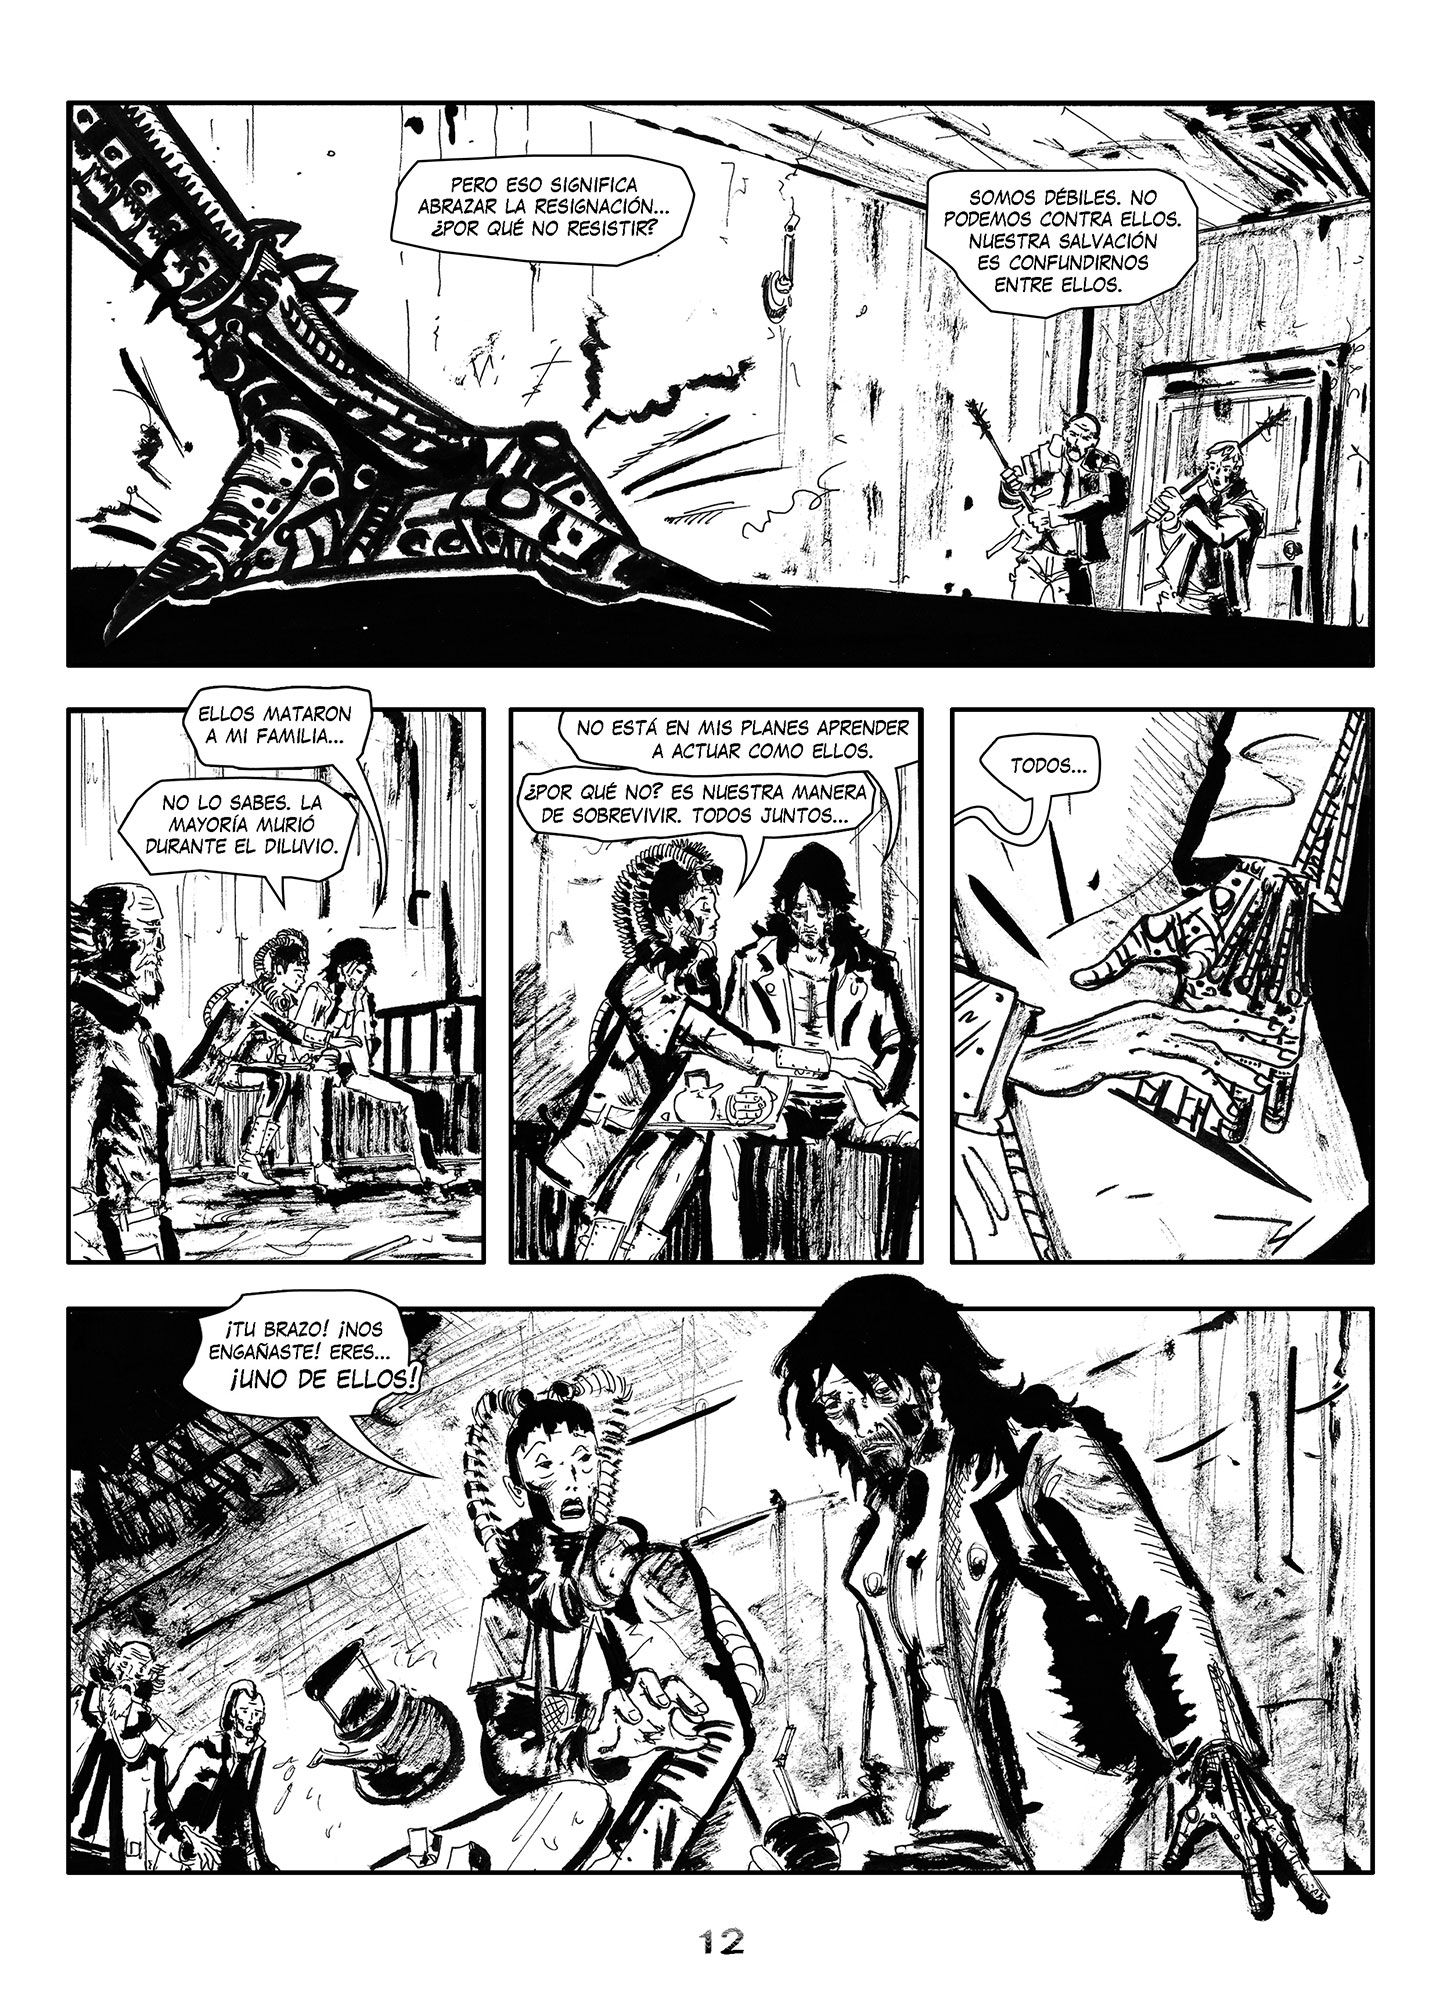 PERO ESO SIGNIFICA
ABRAZAR LA RESIGNACIÓN...
¿POR QUÉ NO RESISTIR?
SOMOS DÉBILES. NO
PODEMOS CONTRA ELLOS.
NUESTRA SALVACIÓN
ES CONFUNDIRNOS
ENTRE ELLOS.
ELLOS MATARON
A MI FAMILIA...
NO LO SABES. LA
MAYORÍA MURIÓ
DURANTE EL DILUVIO.
NO ESTÁ EN MIS PLANES APRENDER
A ACTUAR COMO ELLOS.
¿POR QUÉ NO? ES NUESTRA MANERA
DE SOBREVIVIR. TODOS JUNTOS...
TODOS...
¡TU BRAZO! ¡NOS
ENGAÑASTE! ERES...
¡UNO DE ELLOS!
12